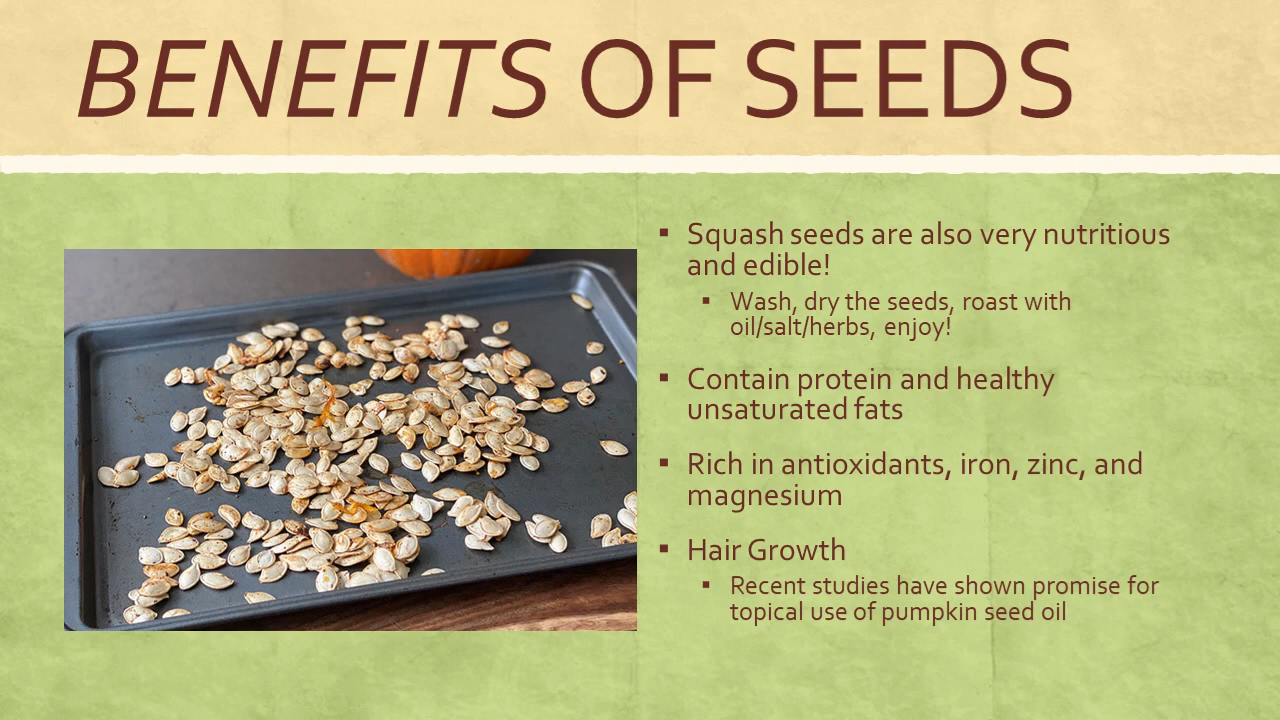 BENEFITS OF SEEDS
▪ Squash seeds are also very nutritious
and edible!
▪ Wash, dry the seeds, roast with
oil/salt/herbs, enjoy!
▪ Contain protein and healthy
unsaturated fats
▪ Rich in antioxidants, iron, zinc, and
magnesium
▪ Hair Growth
▪ Recent studies have shown promise for
topical use of pumpkin seed oil